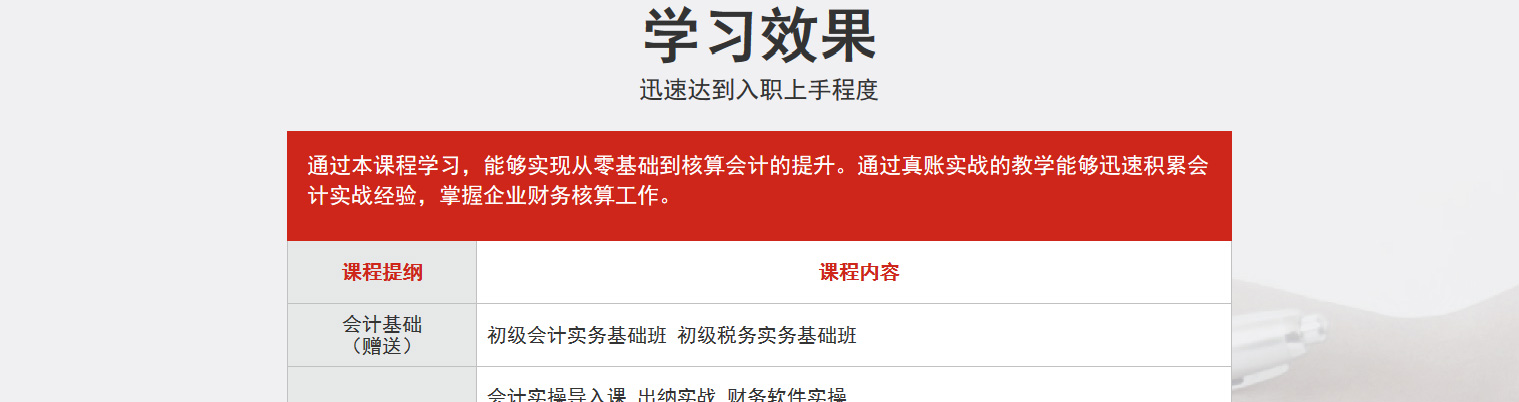 学习效果
迅速达到入职上手程度
通过本课程学习，能够实现从零基础到核算会计的提升。通过真账实战的教学能够迅速积累会
计实战经验，掌握企业财务核算工作。
课程提纲 课程内容
会计基础
（赠送）
初级会计实务基础班 初级税务实务基础班
会计实操导入课 出纳实战 财务软件实操